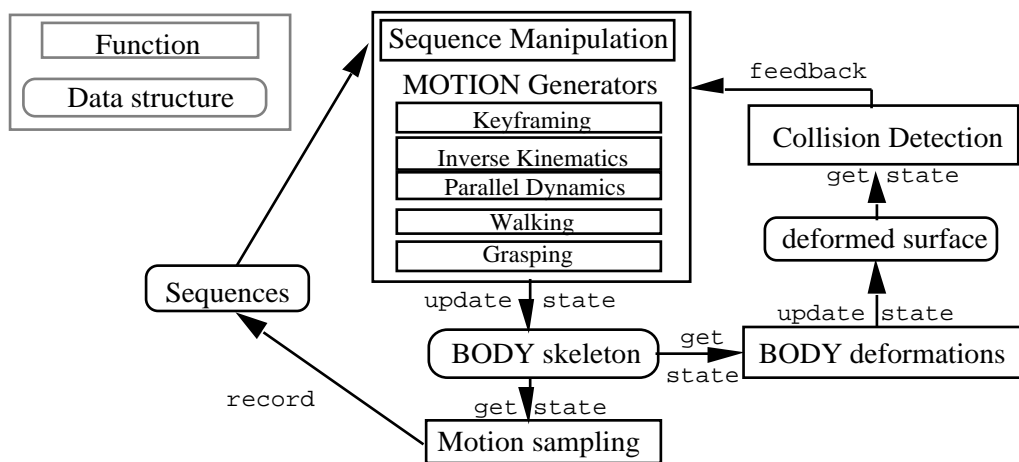 Function
Data structure
Sequence Manipulation
MOTION Generators
Keyframing
Inverse Kinematics
Parallel Dynamics
Walking
Grasping
feedback
Collision Detection
get state
deformed surface
update state
BODY deformations
Sequences
update state
BODY skeleton
get
state
get state
record
Motion sampling